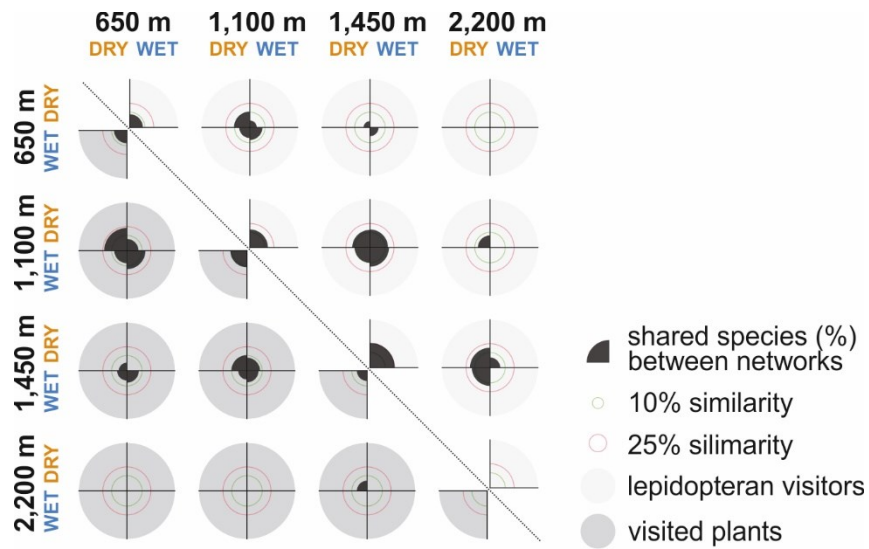 650 m 1,100 m 1,450 m 2,200 m
DRY WET DRY WET DRY WET DRY WET
650 m
WET DRY
1,100 m
WET DRY
1,450 m
WET DRY
2,200 m
WET DRY
shared species (%)
between networks
10% similarity
25% silimarity
lepidopteran visitors
visited plants